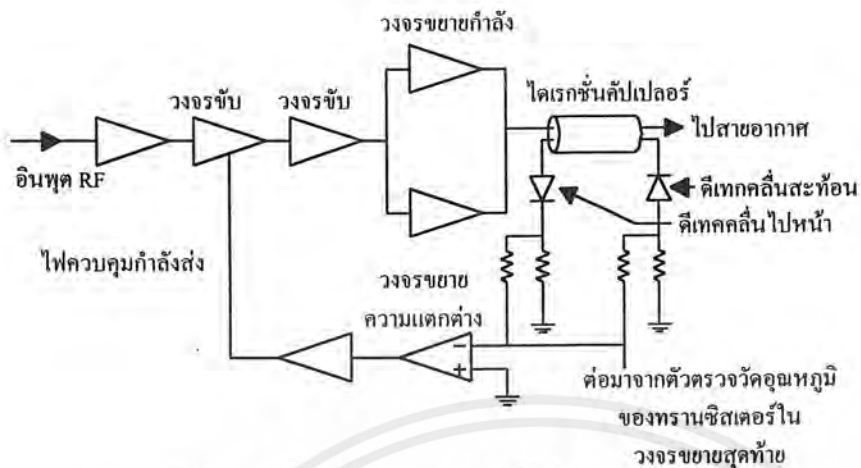 วงจรขยายกำลัง
วงจรขับ
วงจรขับ
ไดเรกชั่นคัปเปลอร์
ไปสายอากาศ
อินพุต RF
ดีเทกคลื่นสะท้อน
ดีเทคคลื่นไปหน้า
ไฟควบคุมกำลังส่ง
วงจรขยาย
ความแตกต่าง
−
+
ต่อมาจากตัวตรวจวัดอุณหภูมิ
ของทรานซิสเตอร์ใน
วงจรขยายสุดท้าย